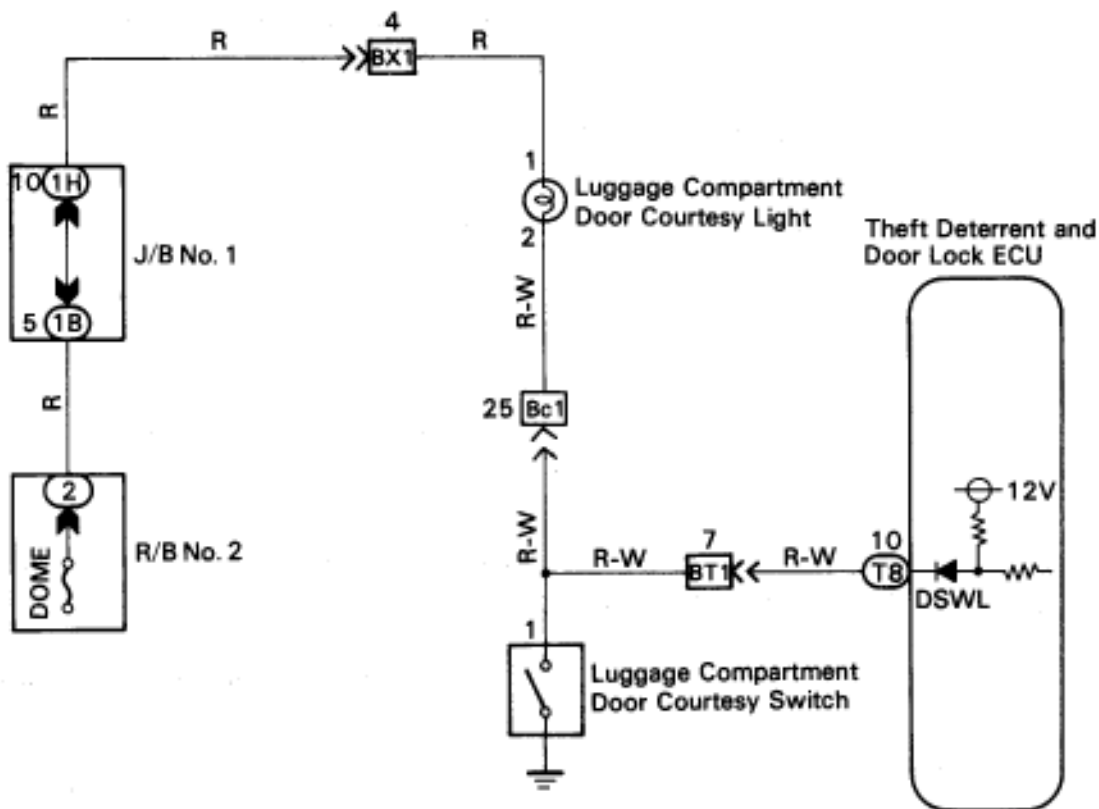 4
R
BX1
R
R
10
1H
J/B No. 1
5
1B
R
2
DOME
R/B No. 2
1
Luggage Compartment
Door Courtesy Light
2
R-W
25
Bc1
R-W
R-W
7
BT1
R-W
10
T8
DSWL
Theft Deterrent and
Door Lock ECU
12V
1
Luggage Compartment
Door Courtesy Switch